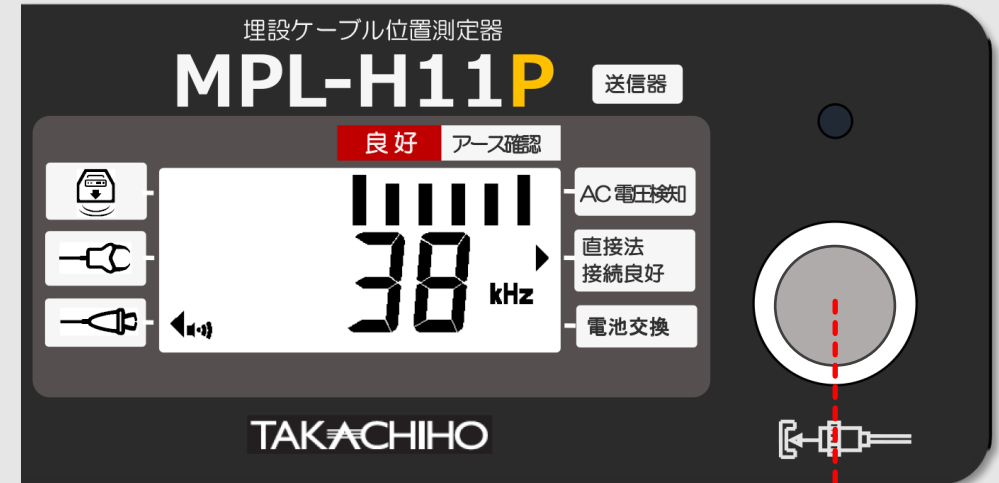 埋設ケーブル位置測定器
MPL-H11P
送信器
良好 アース確認
AC電圧検知
38 kHz
直接法
接続良好
電池交換
TAKACHIHO